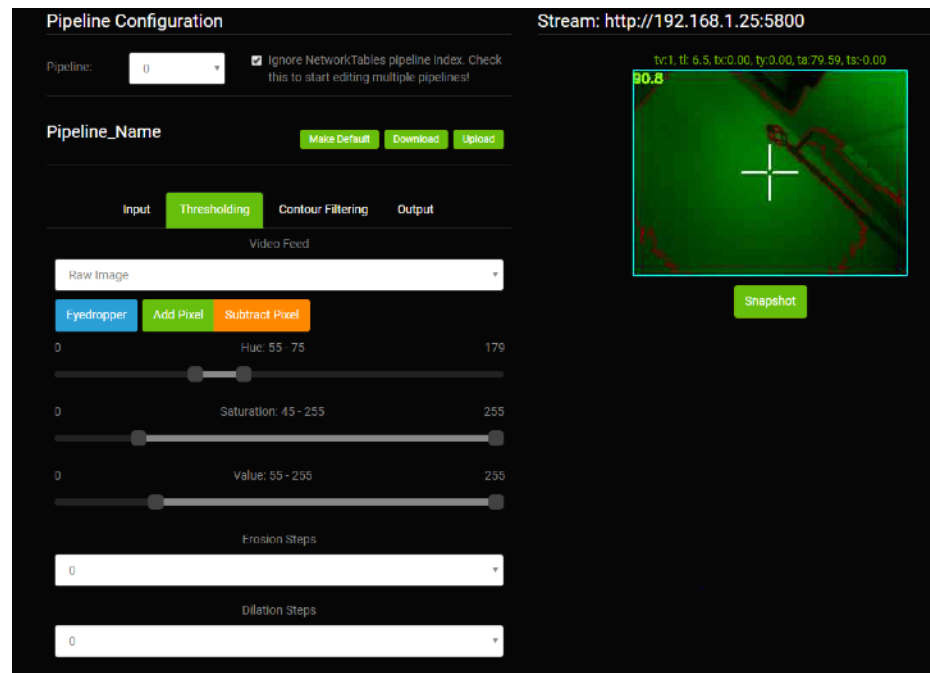 Pipeline Configuration
Pipeline:
0
Ignore NetworkTables pipeline index. Check
this to start editing multiple pipelines!
Pipeline_Name
Make Default
Download
Upload
Input
Thresholding
Contour Filtering
Output
Video Feed
Raw Image
Eyedropper
Add Pixel
Subtract Pixel
0
Hue: 55 - 75
179
0
Saturation: 45 - 255
255
0
Value: 55 - 255
255
Erosion Steps
0
Dilation Steps
0
Stream: http://192.168.1.25:5800
tv:1, tl: 6.5, tx:0.00, ty:0.00, ta:79.59, ts:-0.00
90.8
Snapshot